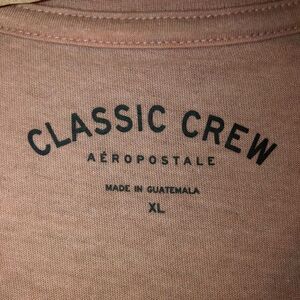 CLASSIC CREW
AÉROPOSTALE
MADE IN GUATEMALA
XL